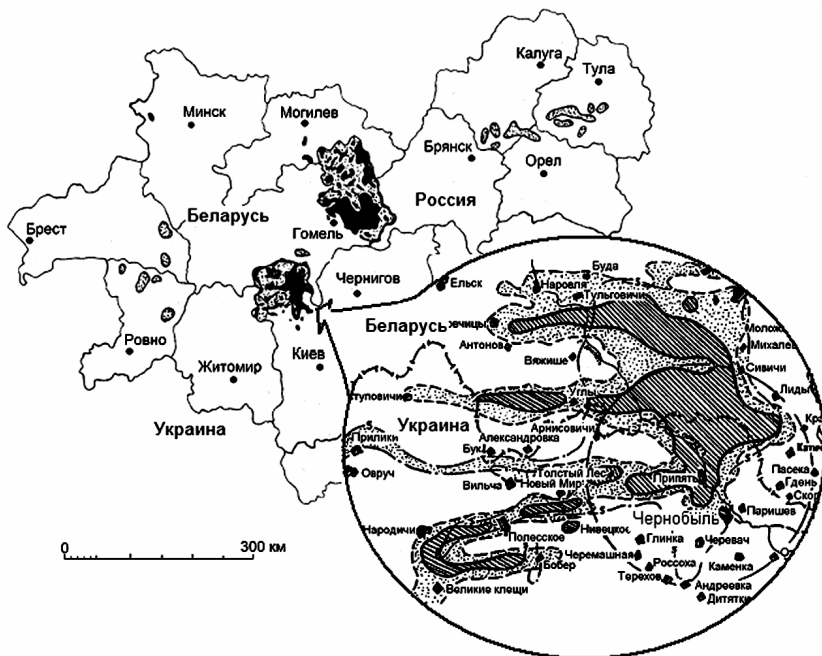 Калуга
Тула
Минск
Могилев
Брянск
Орел
Россия
Беларусь
Гомель
Брест
Чернигов
Ровно
Житомир
Киев
Украина
0
300 км
Буда
Ельск
Наровля
Тульговичи
Беларусь
Антонов
Вяжише
Михалев
Сивичи
Лиды
Углы
Украина
Арнисовичи
Прилики
Александровка
Бук
Овруч
Толстый Лес
Вильча
Новый Мир
Припять
Пасека
Гдень
Паришев
Чернобыль
Народичи
Полесское
Глинка
Черевач
Черемашная
Россоха
Каменка
Бобер
Терехов
Андреевка
Великие клещи
Дитятки